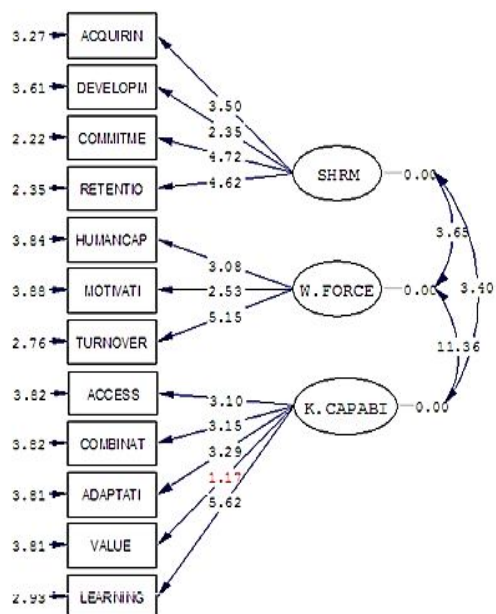 3.27 ACQUIRIN
3.61 DEVELOPM
3.50
2.35
2.22 COMMITME
4.72
SHRM 0.00
2.35 RETENTIO
4.62
3.84 HUMANCAP
3.08
3.65
3.88 MOTIVATI
2.53
W.FORCE 0.00
3.40
2.76 TURNOVER
5.15
11.36
3.82 ACCESS
3.10
K.CAPABI 0.00
3.82 COMBINAT
3.15
3.29
3.81 ADAPTATI
1.17
5.62
3.81 VALUE
2.93 LEARNING